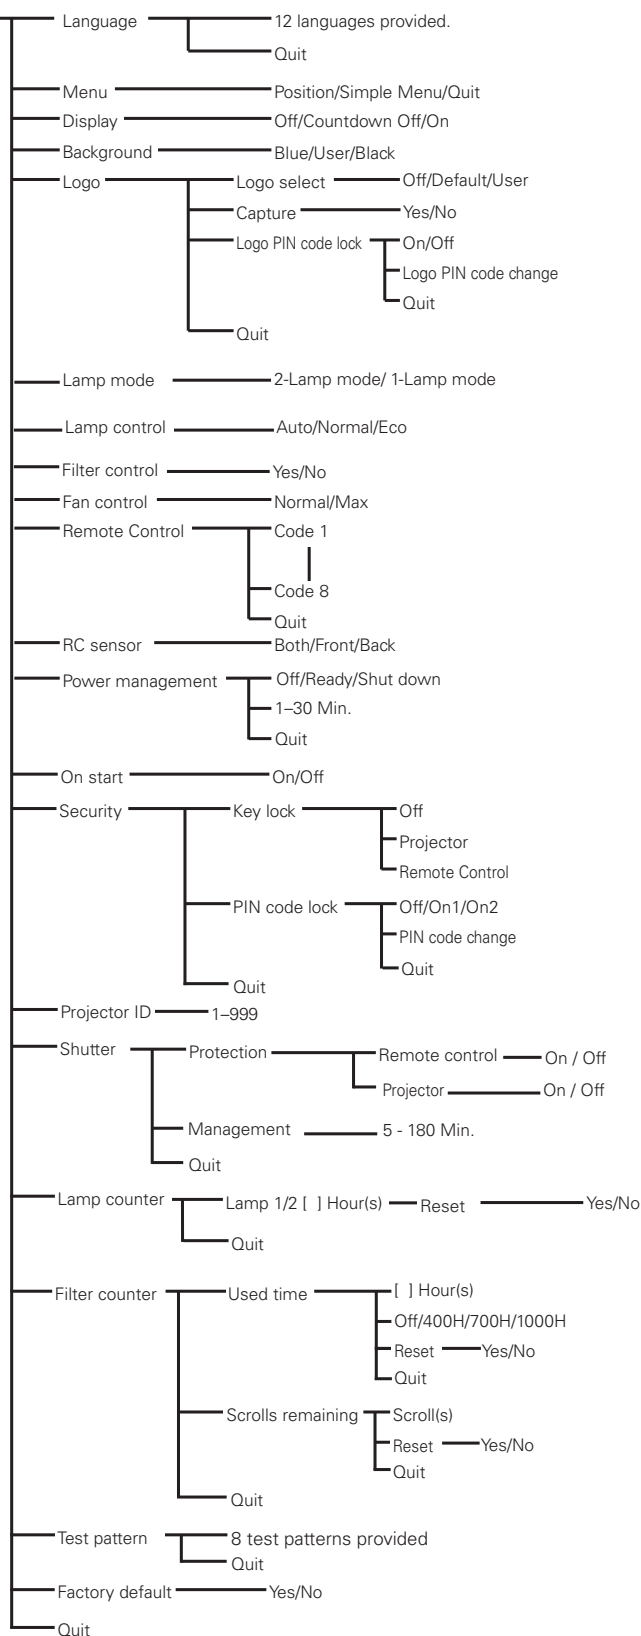 Language 12 languages provided.
Quit
Menu Position/Simple Menu/Quit
Display Off/Countdown Off/On
Background Blue/User/Black
Logo Logo select Off/Default/User
Capture Yes/No
Logo PIN code lock On/Off
Logo PIN code change
Quit
Quit
Lamp mode 2-Lamp mode/ 1-Lamp mode
Lamp control Auto/Normal/Eco
Filter control Yes/No
Fan control Normal/Max
Remote Control Code 1
Code 8
Quit
RC sensor Both/Front/Back
Power management Off/Ready/Shut down
1–30 Min.
Quit
On start On/Off
Security Key lock Off
Projector
Remote Control
PIN code lock Off/On1/On2
PIN code change
Quit
Quit
Projector ID 1–999
Shutter Protection Remote control On / Off
Projector On / Off
Management 5 - 180 Min.
Quit
Lamp counter Lamp 1/2 [ ] Hour(s) Reset Yes/No
Quit
Filter counter Used time [ ] Hour(s)
Off/400H/700H/1000H
Reset Yes/No
Quit
Scrolls remaining Scroll(s)
Reset Yes/No
Quit
Quit
Test pattern 8 test patterns provided
Quit
Factory default Yes/No
Quit